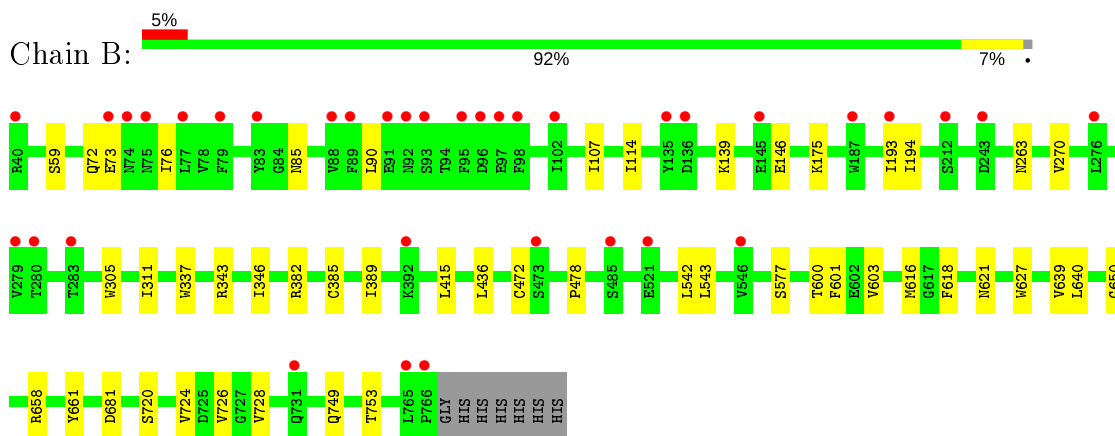 5%
Chain B:
92% 7% •
R40 S59 Q72 E73 N74 N75 I76 L77 V78 F79 Y83 G84 N85 V88 F89 L90 E91 N92 S93 T94 F95 D96 E97 F98 I102 I107 I114 Y135 D136 K139 E145 E146 K175 W187 I193 I194 S212 D243 N263 V270 L276
V279 T280 T283 W305 I311 W337 R343 I346 R382 C385 I389 K392 L415 L436 C472 S473 P478 S485 E521 L542 L543 V546 S577 T600 F601 E602 V603 M616 G617 F618 N621 W627 V639 L640
R658 Y661 D681 S720 V724 D725 V726 G727 V728 Q731 Q749 T753 L765 P766 GLY HIS HIS HIS HIS HIS HIS